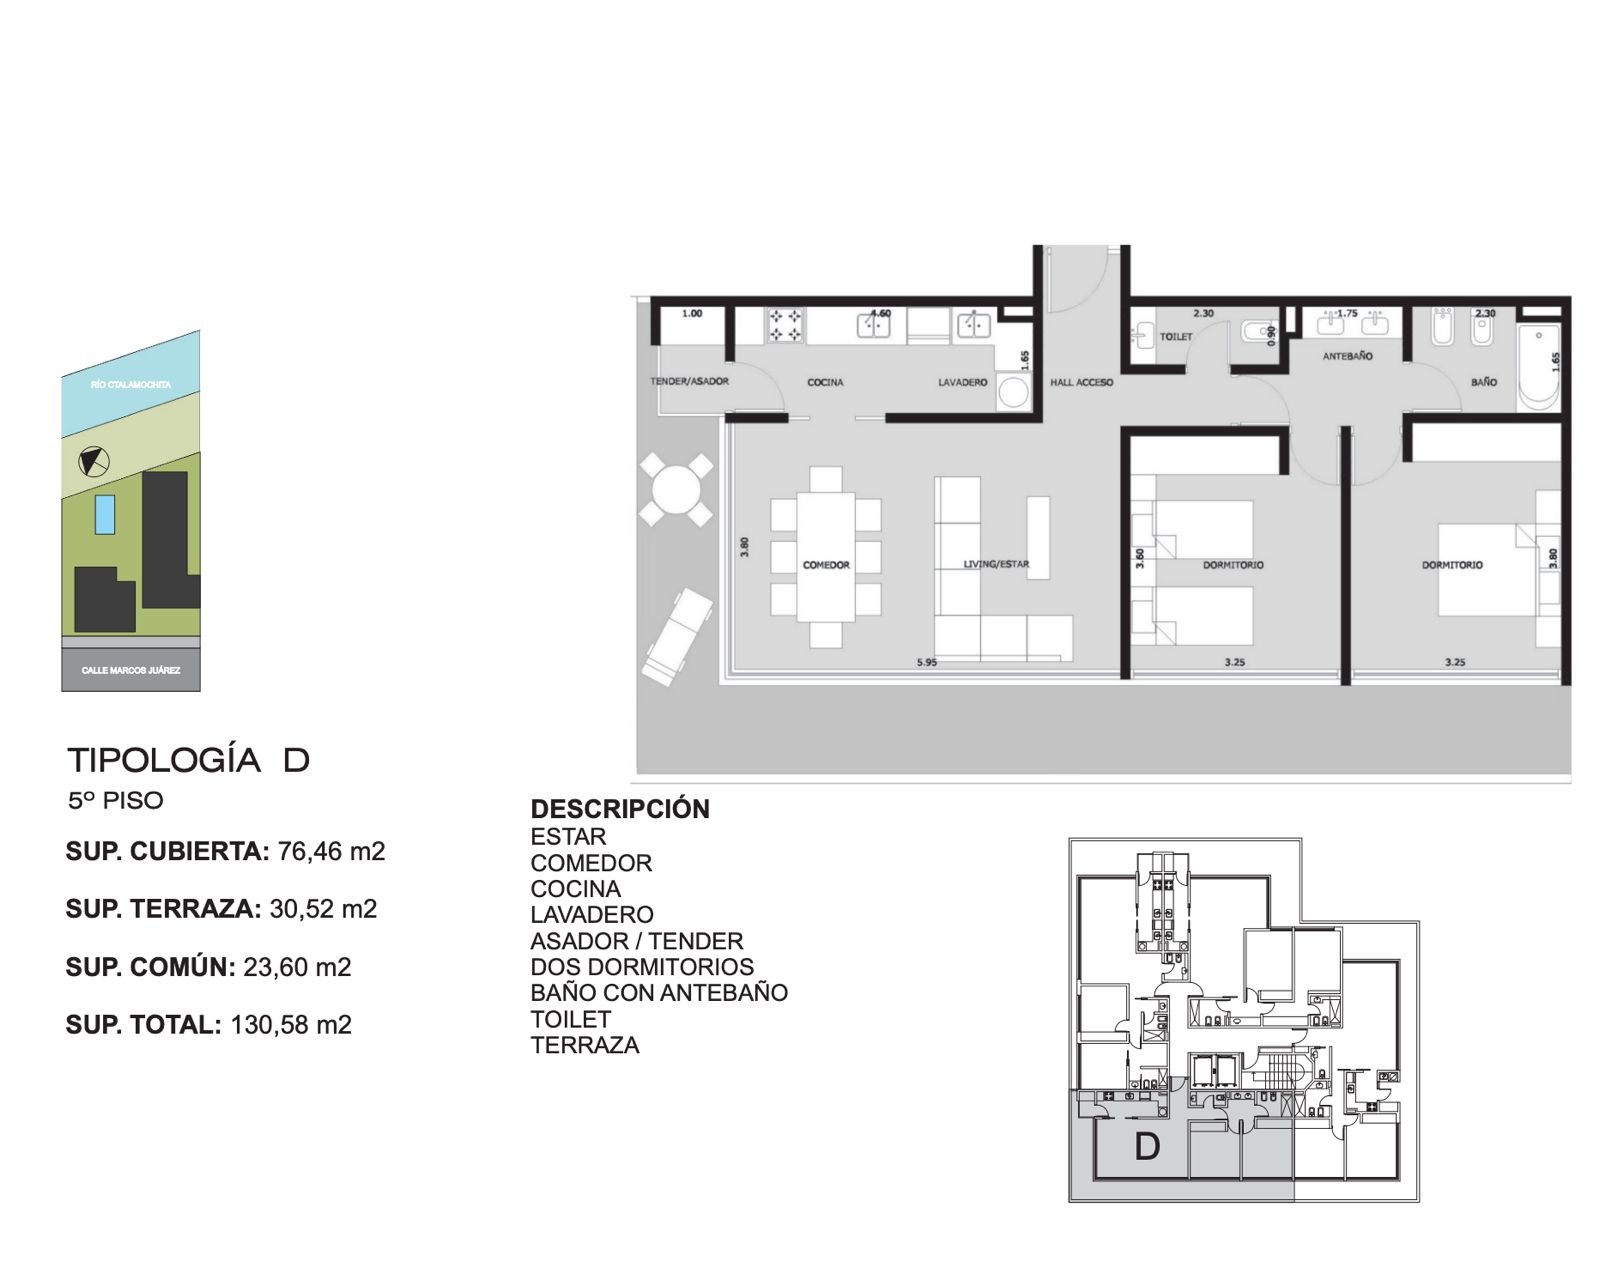 1.00
4.60
2.30
1.75
2.30
TOILET
0.90
ANTEBAÑO
1.65
1.65
TENDER/ASADOR
COCINA
LAVADERO
HALL ACCESO
BAÑO
3.80
COMEDOR
LIVING/ESTAR
3.60
DORMITORIO
DORMITORIO
3.80
5.95
3.25
3.25
RÍO CTALAMOCHITA
CALLE MARCOS JUÁREZ
TIPOLOGÍA D
5º PISO
SUP. CUBIERTA: 76,46 m2
SUP. TERRAZA: 30,52 m2
SUP. COMÚN: 23,60 m2
SUP. TOTAL: 130,58 m2
DESCRIPCIÓN
ESTAR
COMEDOR
COCINA
LAVADERO
ASADOR / TENDER
DOS DORMITORIOS
BAÑO CON ANTEBAÑO
TOILET
TERRAZA
D